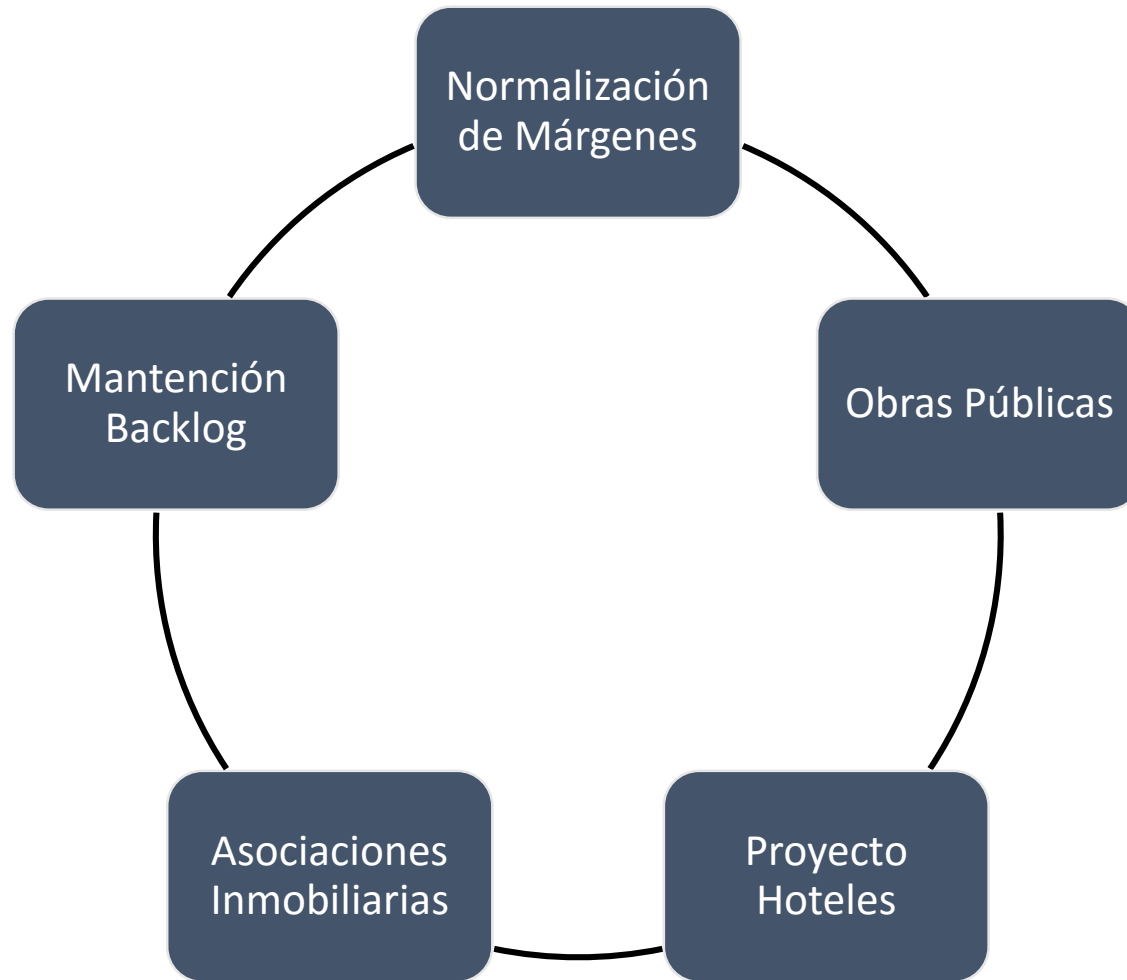 Normalización
de Márgenes
Obras Públicas
Proyecto
Hoteles
Asociaciones
Inmobiliarias
Mantención
Backlog